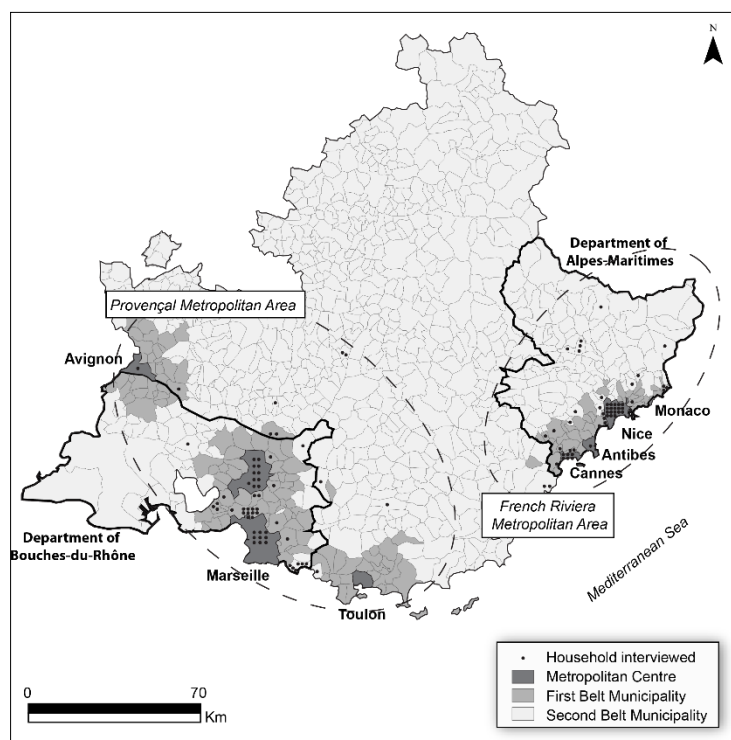 N
Department of
Alpes-Maritimes
Provençal Metropolitan Area
Avignon
Monaco
Nice
Antibes
Cannes
French Riviera
Metropolitan Area
Department of
Bouches-du-Rhône
Mediterranean Sea
Marseille
Toulon
0 70
Km
Household interviewed
Metropolitan Centre
First Belt Municipality
Second Belt Municipality